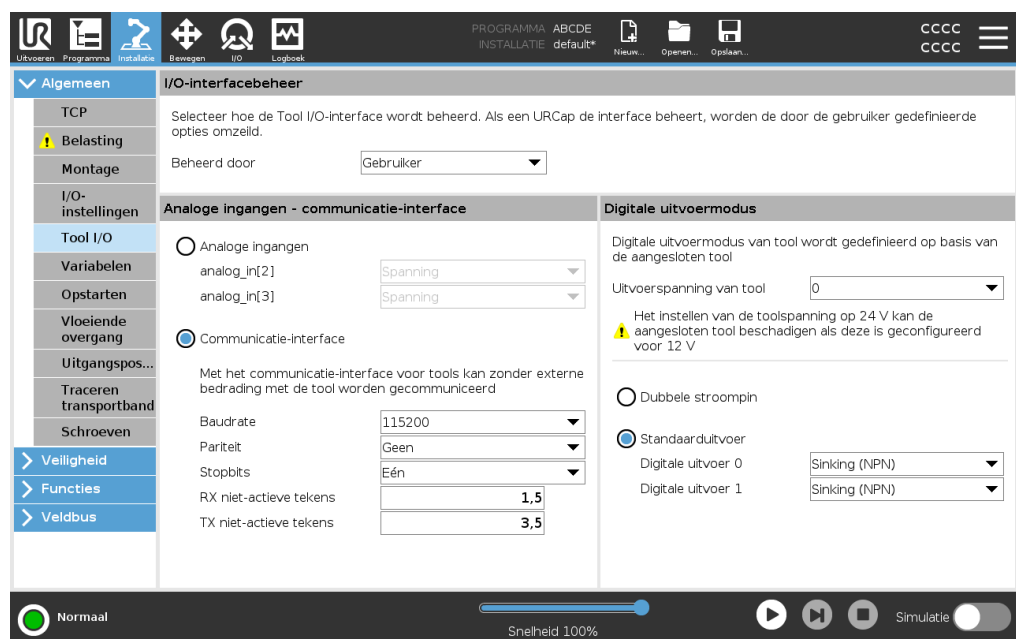 UR
Uitvoeren Programma Installatie Bewegen I/O Logboek
PROGRAMMA ABCDE
INSTALLATIE default*
Nieuw... Openen... Opslaan...
CCCC
CCCC
Algemeen
TCP
Belasting
Montage
I/O-
instellingen
Tool I/O
Variabelen
Opstarten
Vloeiende
overgang
Uitgangspos...
Traceren
transportband
Schroeven
Veiligheid
Functies
Veldbus
I/O-interfacebeheer
Selecteer hoe de Tool I/O-interface wordt beheerd. Als een URCap de interface beheert, worden de door de gebruiker gedefinieerde
opties omzeild.
Beheerd door Gebruiker
Analoge ingangen - communicatie-interface
Analoge ingangen
analog_in[2] Spanning
analog_in[3] Spanning
Communicatie-interface
Met het communicatie-interface voor tools kan zonder externe
bedrading met de tool worden gecommuniceerd
Baudrate 115200
Pariteit Geen
Stopbits Eén
RX niet-actieve tekens 1,5
TX niet-actieve tekens 3,5
Digitale uitvoermodus
Digitale uitvoermodus van tool wordt gedefinieerd op basis van
de aangesloten tool
Uitvoerspanning van tool 0
Het instellen van de toolspanning op 24 V kan de
aangesloten tool beschadigen als deze is geconfigureerd
voor 12 V
Dubbele stroompin
Standaarduitvoer
Digitale uitvoer 0 Sinking (NPN)
Digitale uitvoer 1 Sinking (NPN)
Normaal
Snelheid 100%
Simulatie